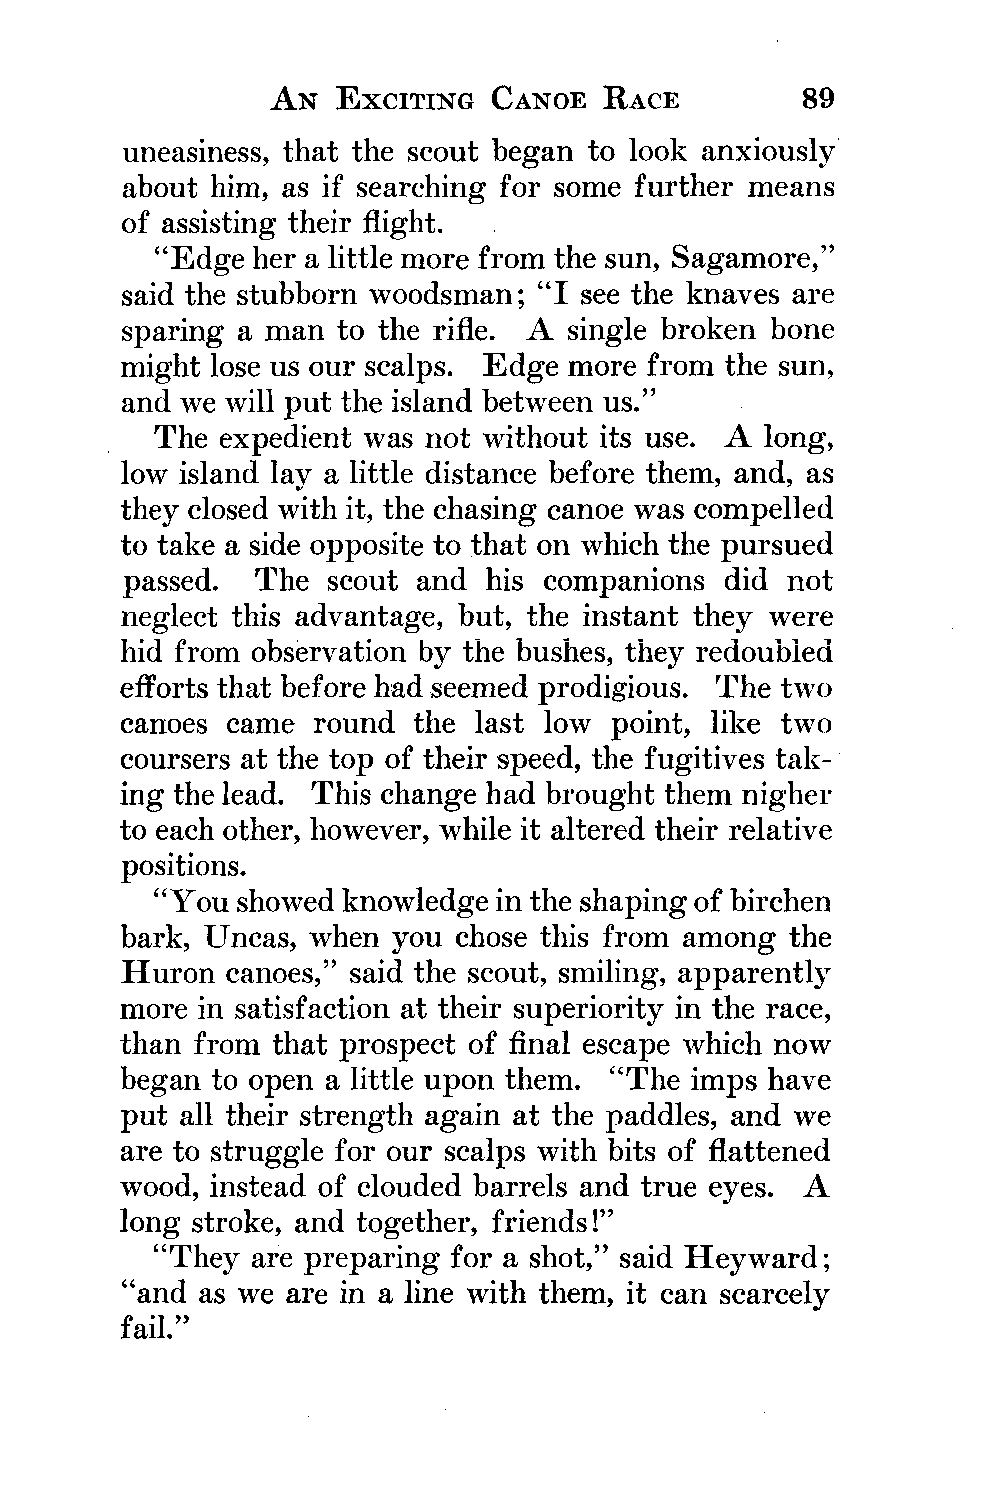 An Exciting Canoe Race 89
uneasiness, that the scout began to look anxiously
about him, as if searching for some further means
of assisting their flight.
“Edge her a little more from the sun, Sagamore,”
said the stubborn woodsman; “I see the knaves are
sparing a man to the rifle. A single broken bone
might lose us our scalps. Edge more from the sun,
and we will put the island between us.”
The expedient was not without its use. A long,
low island lay a little distance before them, and, as
they closed with it, the chasing canoe was compelled
to take a side opposite to that on which the pursued
passed. The scout and his companions did not
neglect this advantage, but, the instant they were
hid from observation by the bushes, they redoubled
efforts that before had seemed prodigious. The two
canoes came round the last low point, like two
coursers at the top of their speed, the fugitives tak-
ing the lead. This change had brought them nigher
to each other, however, while it altered their relative
positions.
“You showed knowledge in the shaping of birchen
bark, Uncas, when you chose this from among the
Huron canoes,” said the scout, smiling, apparently
more in satisfaction at their superiority in the race,
than from that prospect of final escape which now
began to open a little upon them. “The imps have
put all their strength again at the paddles, and we
are to struggle for our scalps with bits of flattened
wood, instead of clouded barrels and true eyes. A
long stroke, and together, friends!”
“They are preparing for a shot,” said Heyward;
“and as we are in a line with them, it can scarcely
fail.”